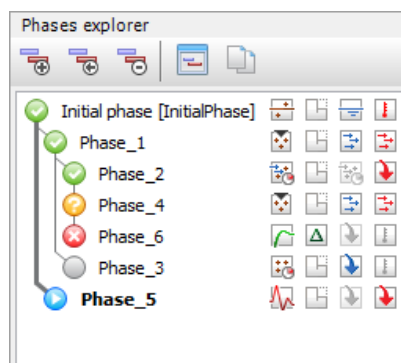 Phases explorer
Initial phase [InitialPhase]
Phase_1
Phase_2
Phase_4
Phase_6
Phase_3
Phase_5